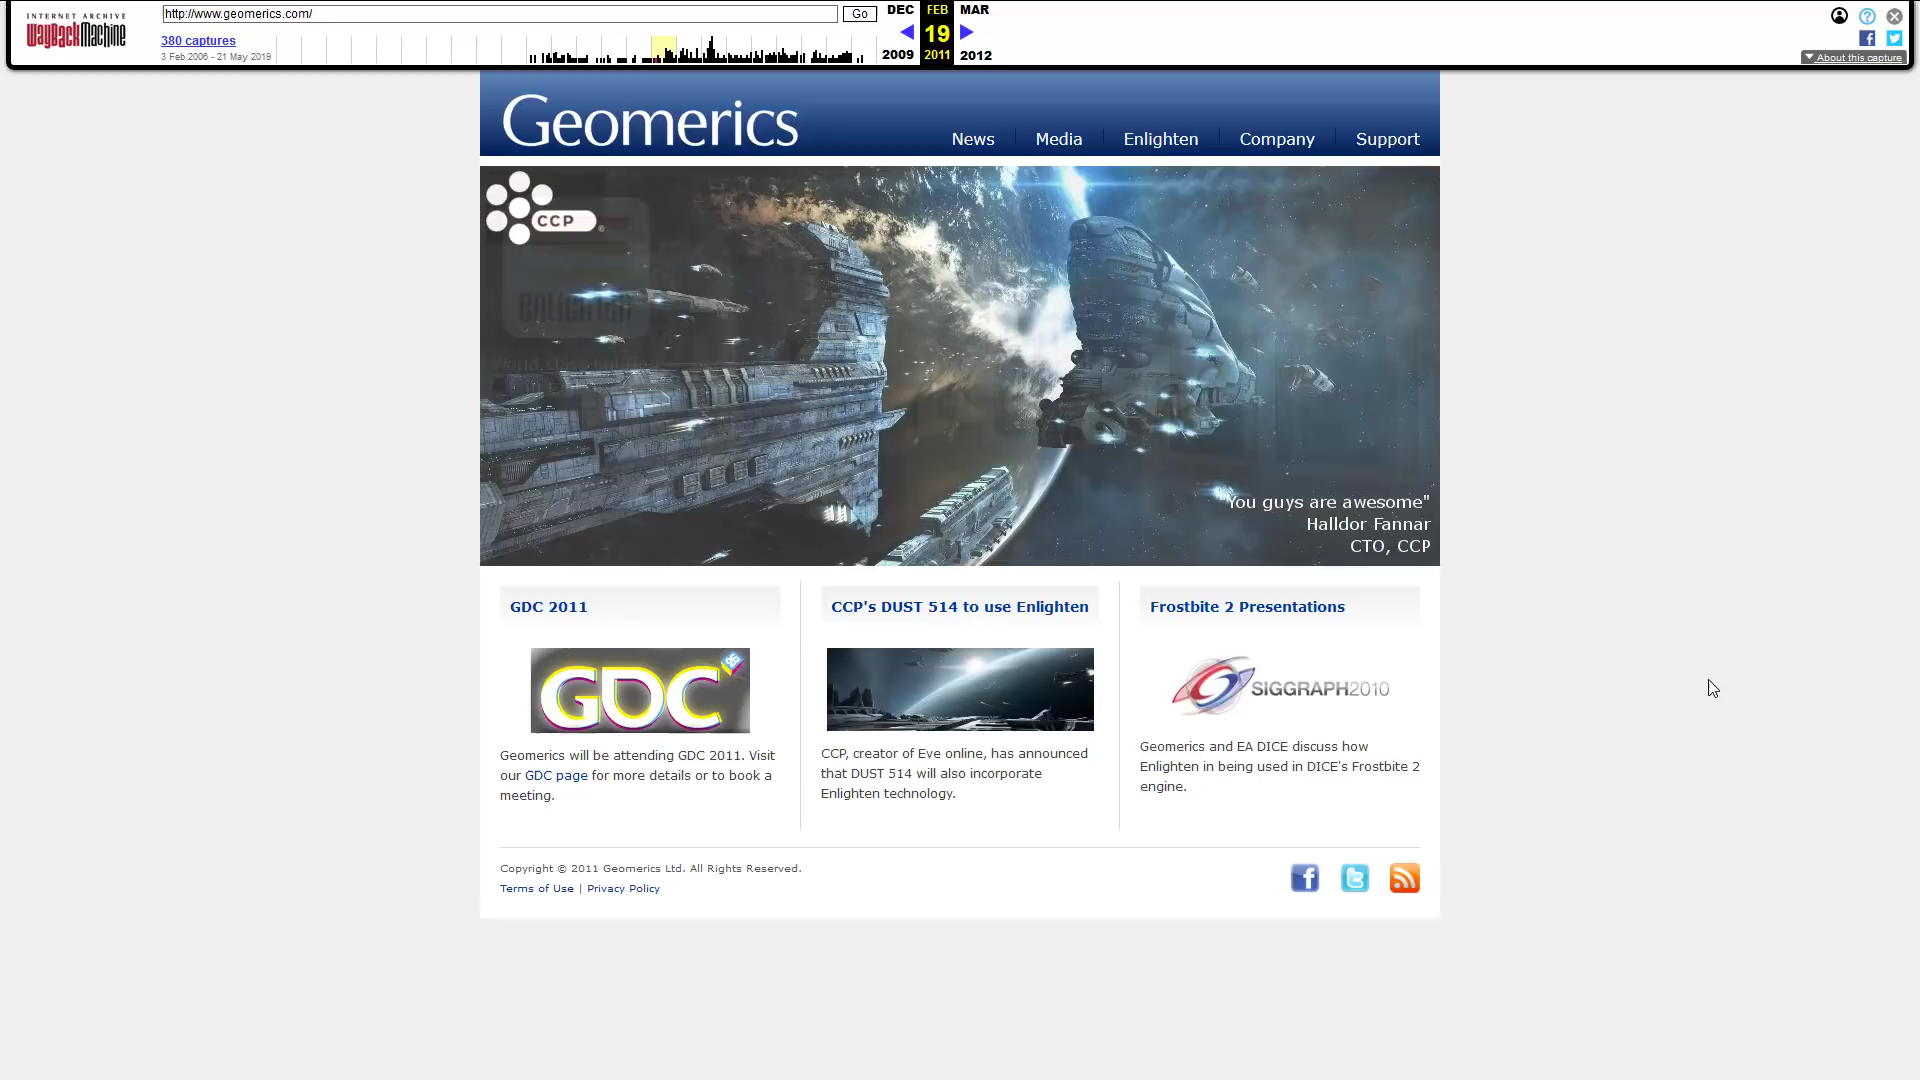 INTERNET ARCHIVE
WayBackMachine
http://www.geomerics.com/
Go
380 captures
3 Feb 2006 - 21 May 2019
DEC FEB MAR
19
2009 2011 2012
About this capture
Geomerics
News Media Enlighten Company Support
CCP
ENLIGHTEN
You guys are awesome"
Halldor Fannar
CTO, CCP
GDC 2011
GDC 25
Geomerics will be attending GDC 2011. Visit
our GDC page for more details or to book a
meeting.
CCP's DUST 514 to use Enlighten
CCP, creator of Eve online, has announced
that DUST 514 will also incorporate
Enlighten technology.
Frostbite 2 Presentations
SIGGRAPH2010
Geomerics and EA DICE discuss how
Enlighten in being used in DICE's Frostbite 2
engine.
Copyright © 2011 Geomerics Ltd. All Rights Reserved.
Terms of Use | Privacy Policy